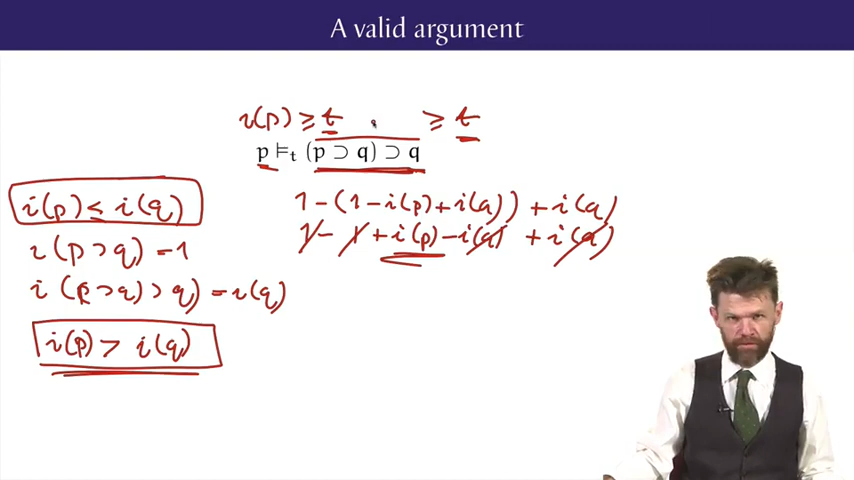 A valid argument
i(p) ≥ t ≥ t
p ⊨t (p ⊃ q) ⊃ q
i(p) ≤ i(q)
i(p ⊃ q) = 1
i(p ⊃ q) ⊃ q) = i(q)
i(p) > i(q)
1 - (1 - i(p) + i(q)) + i(q)
1 - 1 + i(p) - i(q) + i(q)